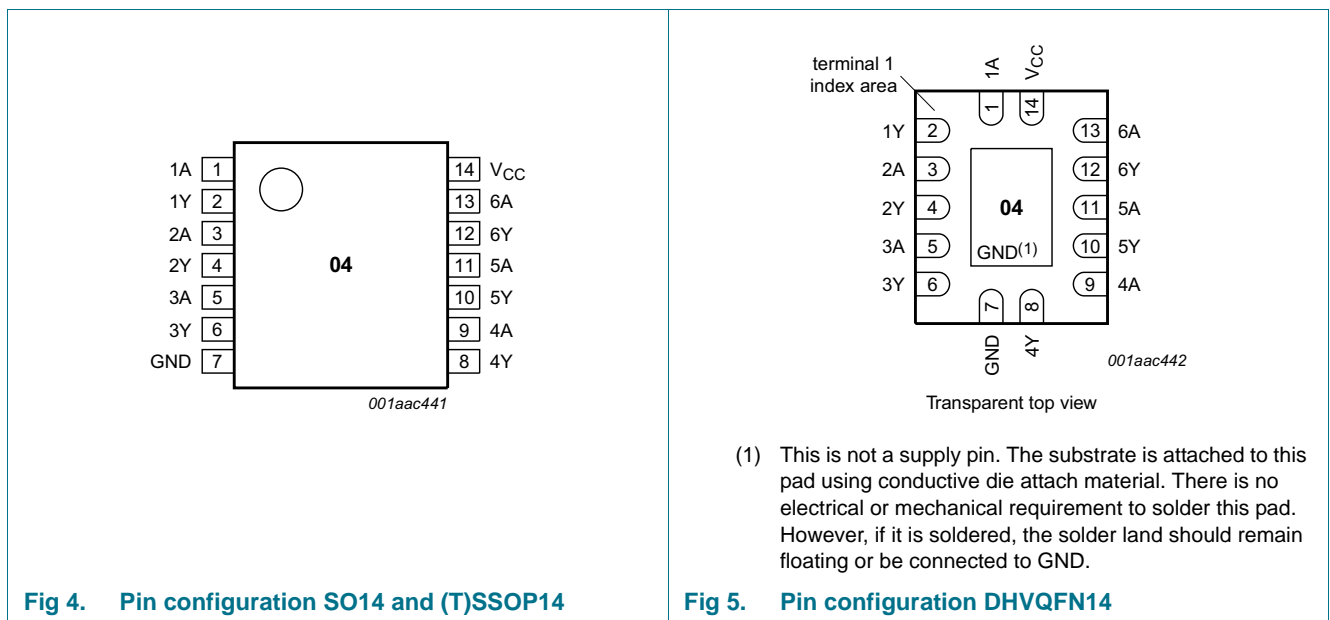 1A 1 14 VCC
1Y 2 13 6A
2A 3 12 6Y
2Y 4 04 11 5A
3A 5 10 5Y
3Y 6 9 4A
GND 7 8 4Y
001aac441
Fig 4. Pin configuration SO14 and (T)SSOP14
terminal 1
index area
1A VCC
1 14
1Y 2 13 6A
2A 3 12 6Y
2Y 4 04 11 5A
3A 5 GND(1) 10 5Y
3Y 6 9 4A
7 8
GND 4Y
001aac442
Transparent top view
(1) This is not a supply pin. The substrate is attached to this
pad using conductive die attach material. There is no
electrical or mechanical requirement to solder this pad.
However, if it is soldered, the solder land should remain
floating or be connected to GND.
Fig 5. Pin configuration DHVQFN14